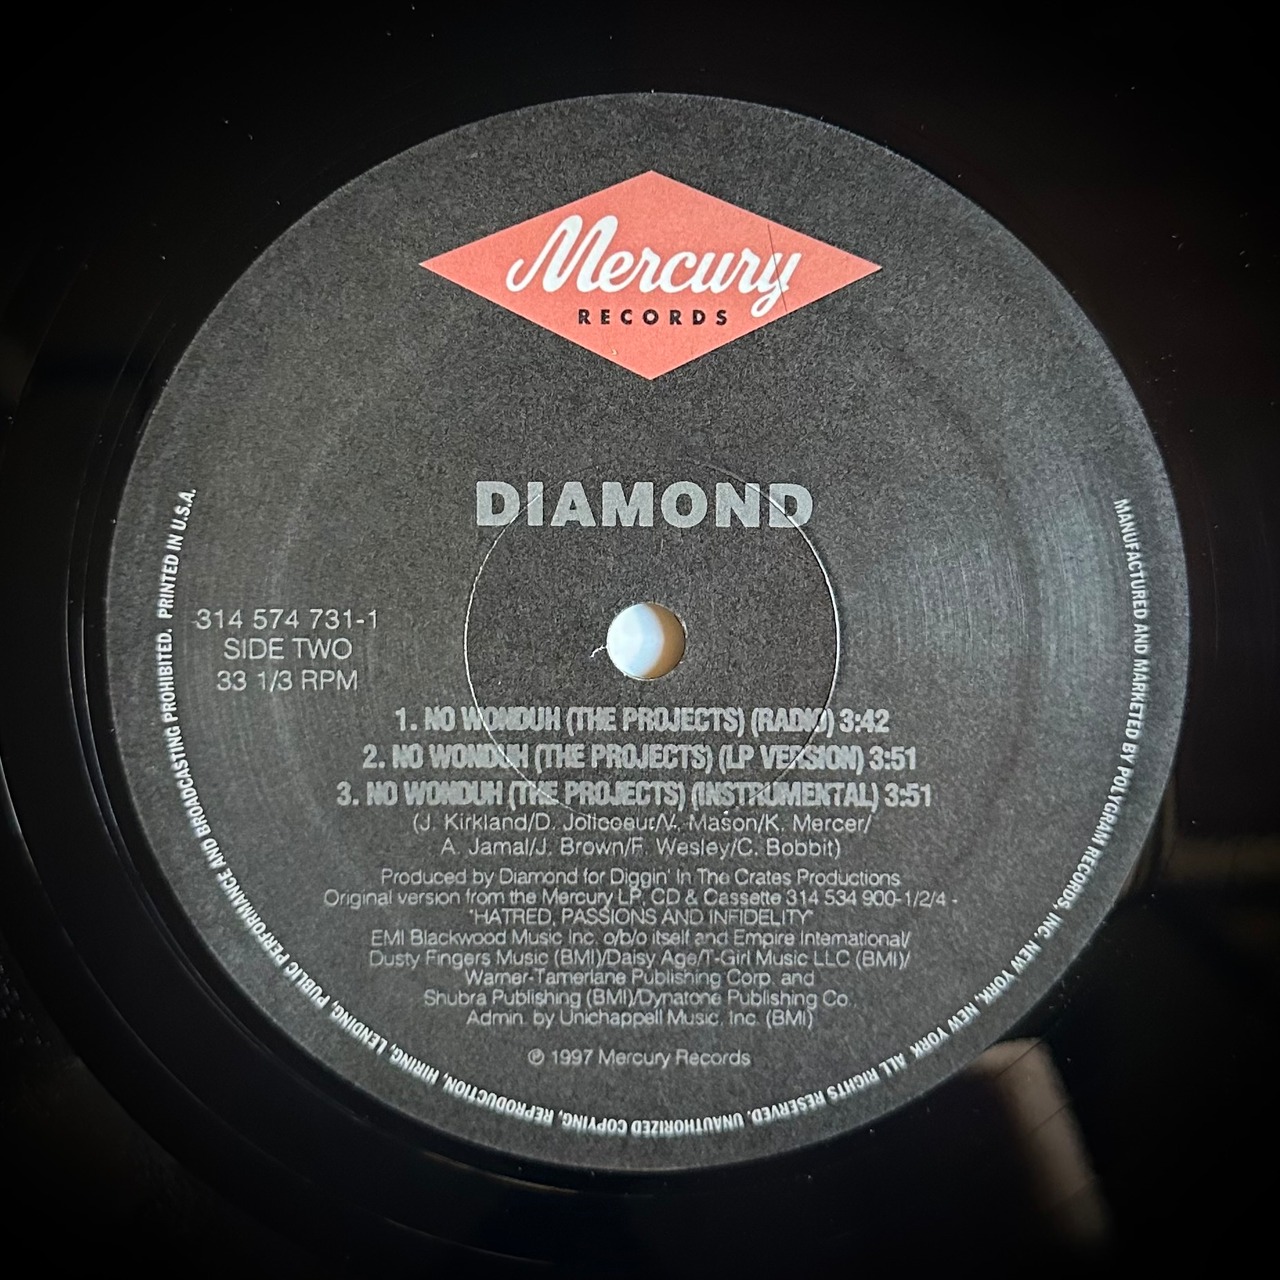 Mercury
RECORDS
DIAMOND
314 574 731-1
SIDE TWO
33 1/3 RPM
1. NO WONDUH (THE PROJECTS) (RADIO) 3:42
2. NO WONDUH (THE PROJECTS) (LP VERSION) 3:51
3. NO WONDUH (THE PROJECTS) (INSTRUMENTAL) 3:51
(J. Kirkland/D. Jolicoeur/V. Mason/K. Mercer/
A. Jamal/J. Brown/F. Wesley/C. Bobbit)
Produced by Diamond for Diggin' In The Crates Productions
Original version from the Mercury LP, CD & Cassette 314 534 900-1/2/4 -
"HATRED, PASSIONS AND INFIDELITY"
EMI Blackwood Music Inc. o/b/o itself and Empire International/
Dusty Fingers Music (BMI)/Daisy Age/T-Girl Music LLC (BMI)/
Warner-Tamerlane Publishing Corp. and
Shubra Publishing (BMI)/Dynatone Publishing Co.
Admin. by Unichappell Music, Inc. (BMI)
℗ 1997 Mercury Records
MANUFACTURED AND MARKETED BY POLYGRAM RECORDS, INC. NEW YORK, NEW YORK ALL RIGHTS RESERVED. UNAUTHORIZED COPYING, REPRODUCTION, HIRING, LENDING, PUBLIC PERFORMANCE AND BROADCASTING PROHIBITED. PRINTED IN U.S.A.